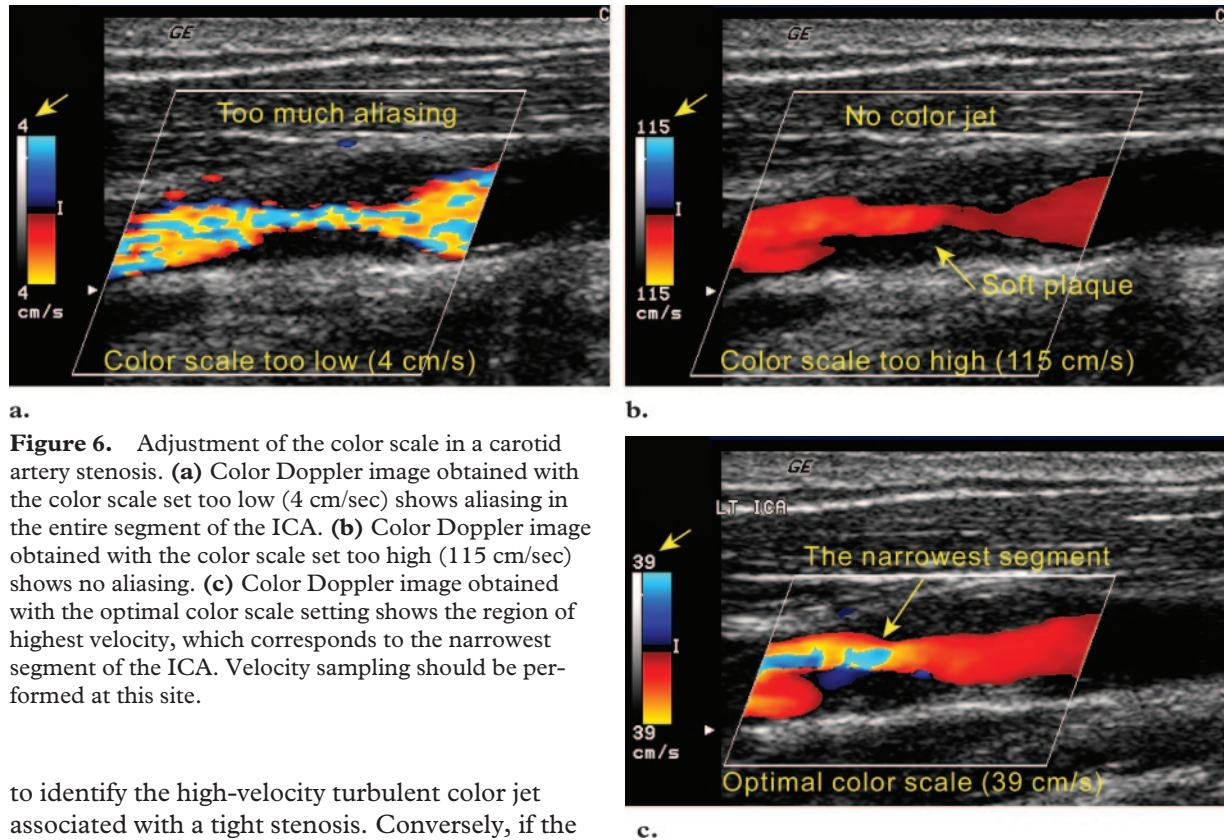 C
GE
Too much aliasing
4
I
4
cm/s
Color scale too low (4 cm/s)
a.
C
GE
No color jet
115
I
115
cm/s
Soft plaque
Color scale too high (115 cm/s)
b.
Figure 6. Adjustment of the color scale in a carotid
artery stenosis. (a) Color Doppler image obtained with
the color scale set too low (4 cm/sec) shows aliasing in
the entire segment of the ICA. (b) Color Doppler image
obtained with the color scale set too high (115 cm/sec)
shows no aliasing. (c) Color Doppler image obtained
with the optimal color scale setting shows the region of
highest velocity, which corresponds to the narrowest
segment of the ICA. Velocity sampling should be per-
formed at this site.
GE
LT ICA
The narrowest segment
39
I
39
cm/s
Optimal color scale (39 cm/s)
c.
to identify the high-velocity turbulent color jet
associated with a tight stenosis. Conversely, if the